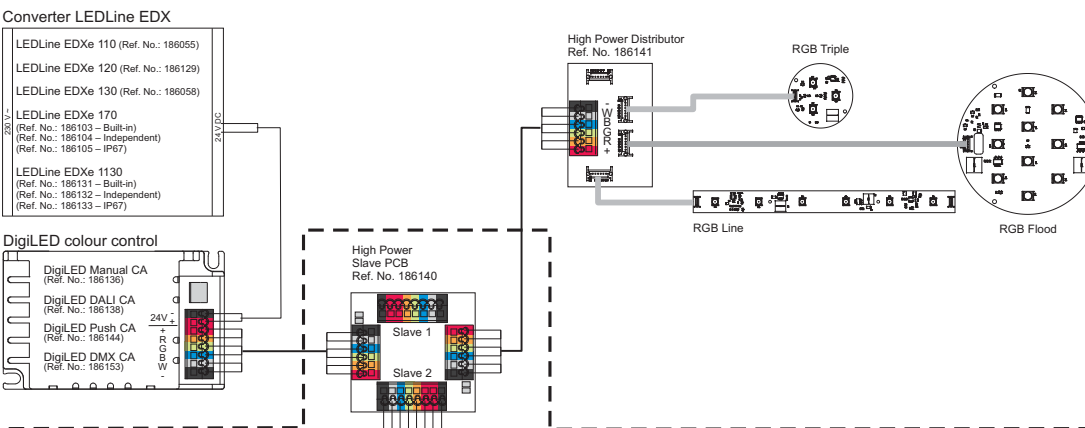 Converter LEDLine EDX
LEDLine EDXe 110 (Ref. No.: 186055)
LEDLine EDXe 120 (Ref. No.: 186129)
LEDLine EDXe 130 (Ref. No.: 186058)
LEDLine EDXe 170
(Ref. No.: 186103 – Built-in)
(Ref. No.: 186104 – Independent)
(Ref. No.: 186105 – IP67)
LEDLine EDXe 1130
(Ref. No.: 186131 – Built-in)
(Ref. No.: 186132 – Independent)
(Ref. No.: 186133 – IP67)
230 V~
24 V DC
DigiLED colour control
DigiLED Manual CA
(Ref. No.: 186136)
DigiLED DALI CA
(Ref. No.: 186138)
DigiLED Push CA
(Ref. No.: 186144)
DigiLED DMX CA
(Ref. No.: 186153)
24V -
+
+
R
G
B
W
-
High Power
Slave PCB
Ref. No. 186140
Slave 1
Slave 2
High Power Distributor
Ref. No. 186141
-
W
B
G
R
+
RGB Triple
RGB Line
RGB Flood